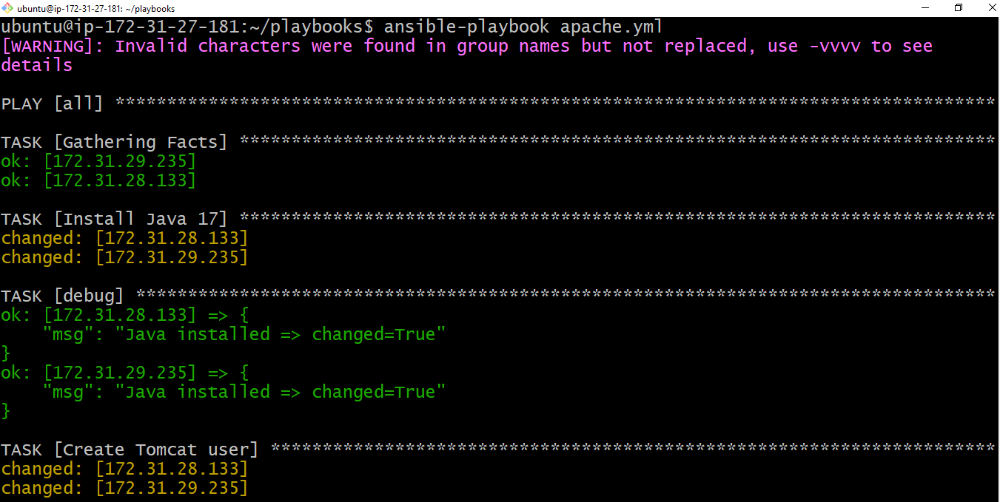 ubuntu@ip-172-31-27-181: ~/playbooks
ubuntu@ip-172-31-27-181:~/playbooks$ ansible-playbook apache.yml
[WARNING]: Invalid characters were found in group names but not replaced, use -vvvv to see
details
PLAY [all] *************************************************************************************
TASK [Gathering Facts] *************************************************************************
ok: [172.31.29.235]
ok: [172.31.28.133]
TASK [Install Java 17] *************************************************************************
changed: [172.31.28.133]
changed: [172.31.29.235]
TASK [debug] ***********************************************************************************
ok: [172.31.28.133] => {
    "msg": "Java installed => changed=True"
}
ok: [172.31.29.235] => {
    "msg": "Java installed => changed=True"
}
TASK [Create Tomcat user] **********************************************************************
changed: [172.31.28.133]
changed: [172.31.29.235]